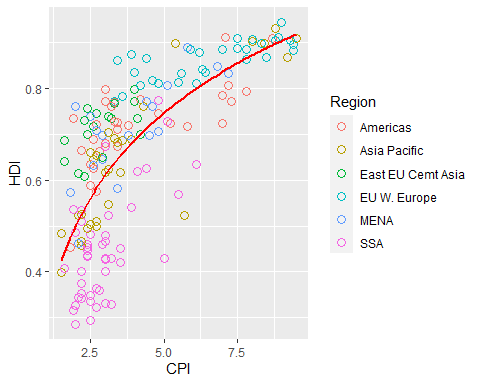 0.8
0.6
0.4
HDI
2.5
5.0
7.5
CPI
Region
Americas
Asia Pacific
East EU Cemt Asia
EU W. Europe
MENA
SSA